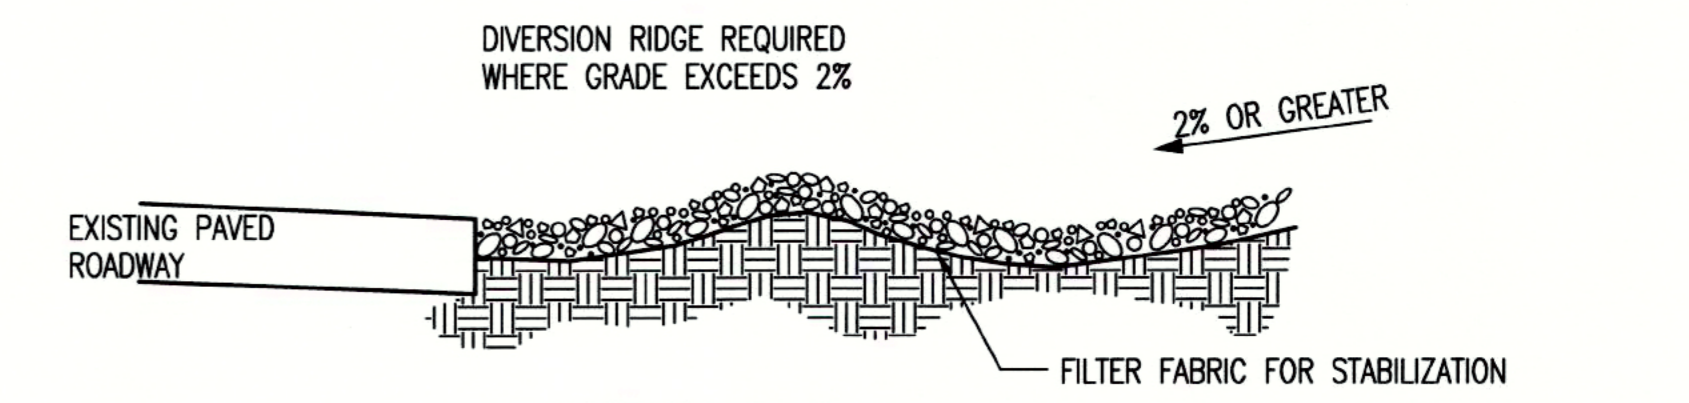 DIVERSION RIDGE REQUIRED
WHERE GRADE EXCEEDS 2%
2% OR GREATER
EXISTING PAVED
ROADWAY
FILTER FABRIC FOR STABILIZATION